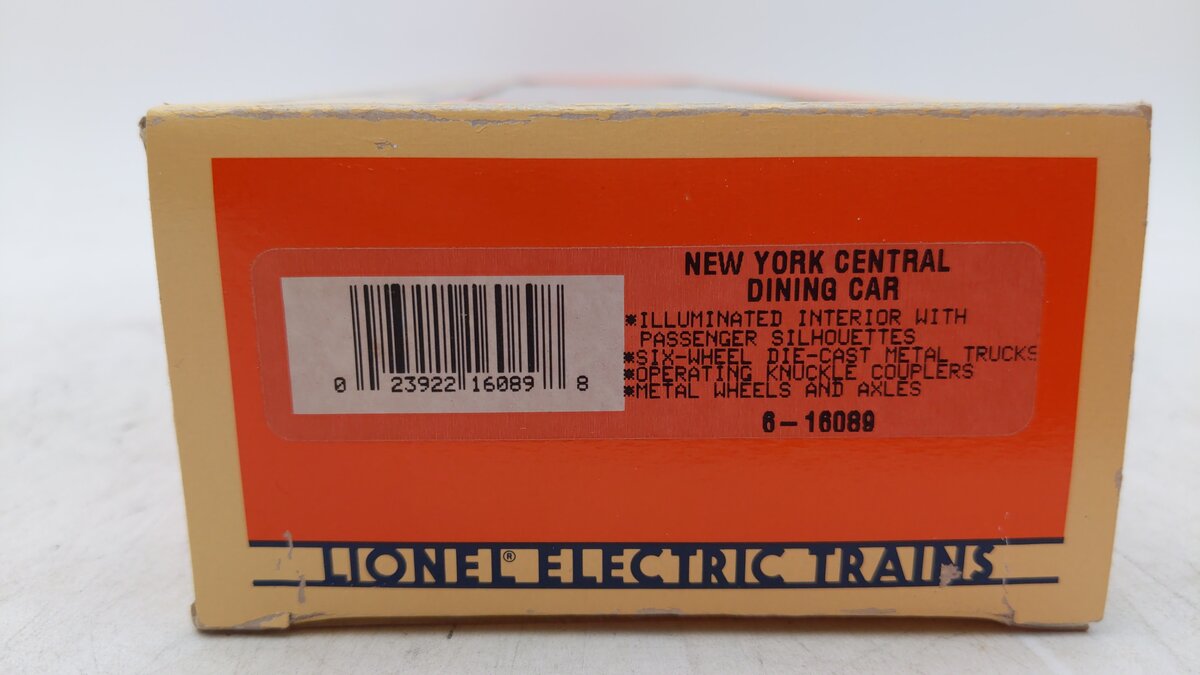 NEW YORK CENTRAL
DINING CAR
*ILLUMINATED INTERIOR WITH
PASSENGER SILHOUETTES
*SIX-WHEEL DIE-CAST METAL TRUCKS
*OPERATING KNUCKLE COUPLERS
*METAL WHEELS AND AXLES
6-16089
0 23922 16089 8
LIONEL® ELECTRIC TRAINS